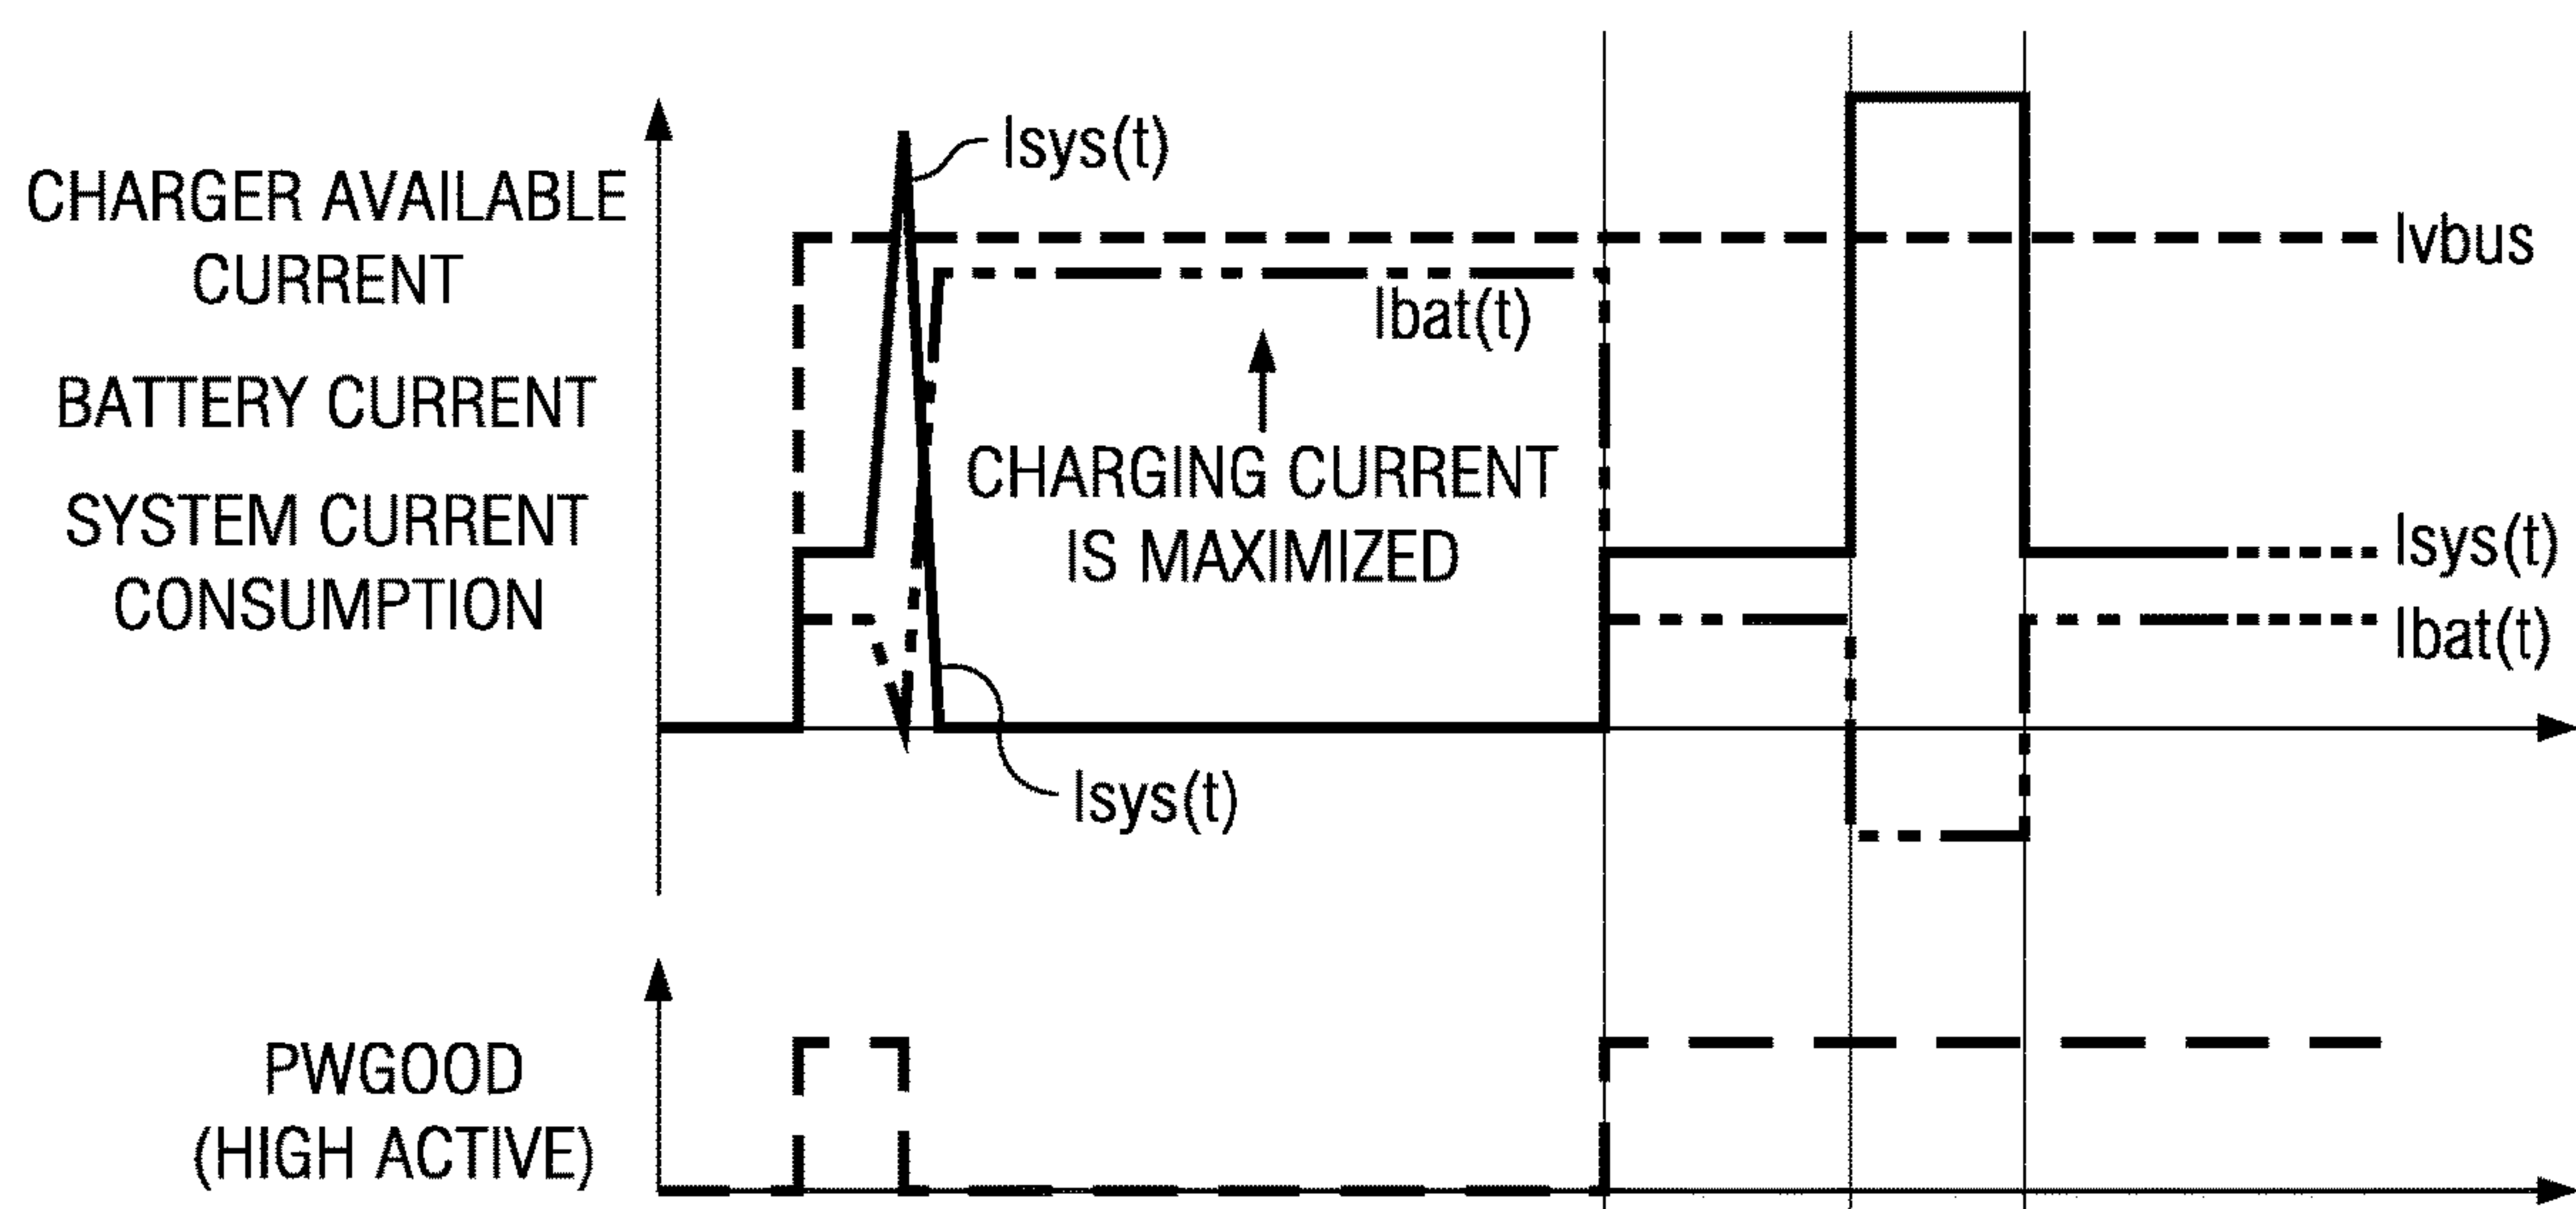 CHARGER AVAILABLE
CURRENT
BATTERY CURRENT
SYSTEM CURRENT
CONSUMPTION
Isys(t)
Ivbus
Ibat(t)
CHARGING CURRENT
IS MAXIMIZED
Isys(t)
Ibat(t)
Isys(t)
PWGOOD
(HIGH ACTIVE)